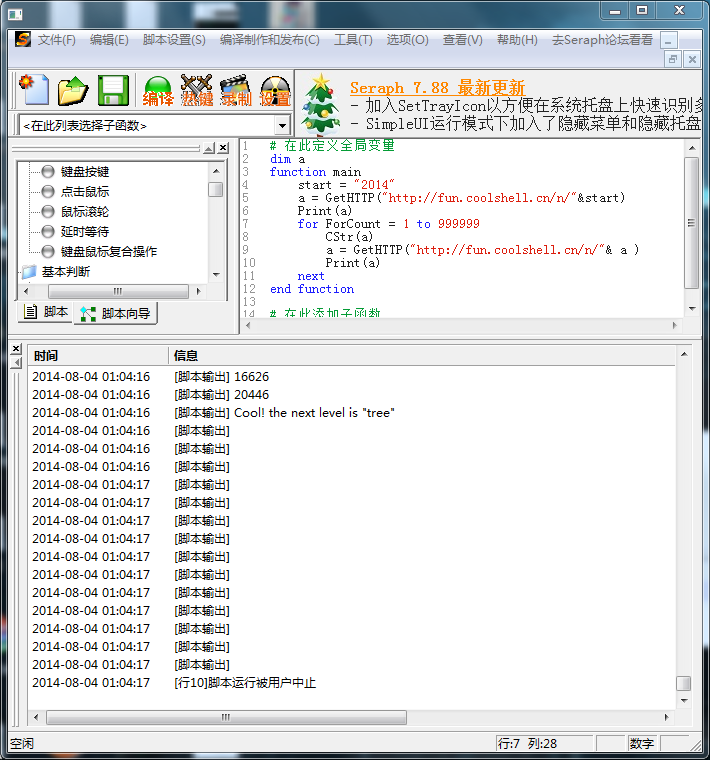 文件(F) 编辑(E) 脚本设置(S) 编译制作和发布(C) 工具(T) 选项(O) 查看(V) 帮助(H) 去Seraph论坛看看
编译 热键 录制 设置
Seraph 7.88 最新更新
- 加入SetTrayIcon以方便在系统托盘上快速识别多
- SimpleUI运行模式下加入了隐藏菜单和隐藏托盘
<在此列表选择子函数>
键盘按键
点击鼠标
鼠标滚轮
延时等待
键盘鼠标复合操作
基本判断
脚本 脚本向导
1 # 在此定义全局变量
2 dim a
3 function main
4 start = "2014"
5 a = GetHTTP("http://fun.coolshell.cn/n/"&start)
6 Print(a)
7 for ForCount = 1 to 999999
8 CStr(a)
9 a = GetHTTP("http://fun.coolshell.cn/n/"& a )
10 Print(a)
11 next
12 end function
13
14 # 在此添加子函数
时间 信息
2014-08-04 01:04:16 [脚本输出] 16626
2014-08-04 01:04:16 [脚本输出] 20446
2014-08-04 01:04:16 [脚本输出] Cool! the next level is "tree"
2014-08-04 01:04:16 [脚本输出]
2014-08-04 01:04:16 [脚本输出]
2014-08-04 01:04:16 [脚本输出]
2014-08-04 01:04:17 [脚本输出]
2014-08-04 01:04:17 [脚本输出]
2014-08-04 01:04:17 [脚本输出]
2014-08-04 01:04:17 [脚本输出]
2014-08-04 01:04:17 [脚本输出]
2014-08-04 01:04:17 [脚本输出]
2014-08-04 01:04:17 [脚本输出]
2014-08-04 01:04:17 [脚本输出]
2014-08-04 01:04:17 [脚本输出]
2014-08-04 01:04:17 [脚本输出]
2014-08-04 01:04:17 [脚本输出]
2014-08-04 01:04:17 [行10]脚本运行被用户中止
空闲 行:7 列:28 数字